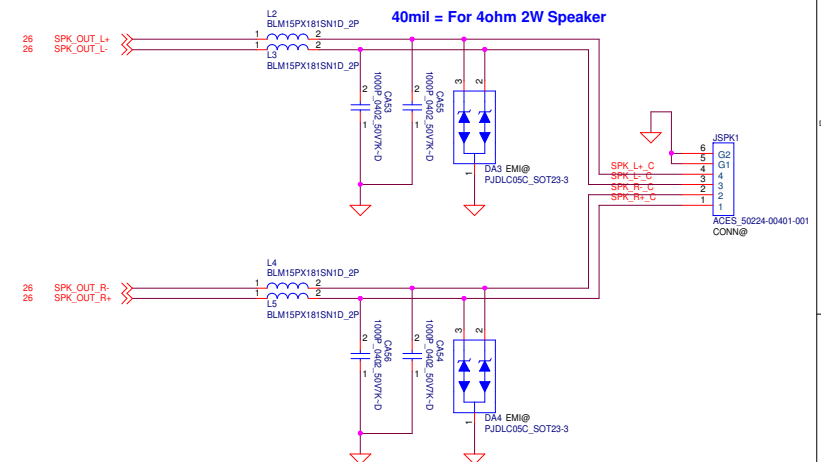 40mil = For 4ohm 2W Speaker
L2
BLM15PX181SN1D_2P
26 SPK_OUT_L+ 1 2
26 SPK_OUT_L- 1 2
L3
BLM15PX181SN1D_2P
2 1
CA53
1000P_0402_50V7K~D
2 1
CA55
1000P_0402_50V7K~D
3 2
1
DA3 EMI@
PJDLC05C_SOT23-3
JSPK1
6 G2
5 G1
SPK_L+_C 4 4
SPK_L-_C 3 3
SPK_R-_C 2 2
SPK_R+_C 1 1
ACES_50224-00401-001
CONN@
L4
BLM15PX181SN1D_2P
26 SPK_OUT_R- 1 2
26 SPK_OUT_R+ 1 2
L5
BLM15PX181SN1D_2P
2 1
CA56
1000P_0402_50V7K~D
2 1
CA54
1000P_0402_50V7K~D
3 2
1
DA4 EMI@
PJDLC05C_SOT23-3